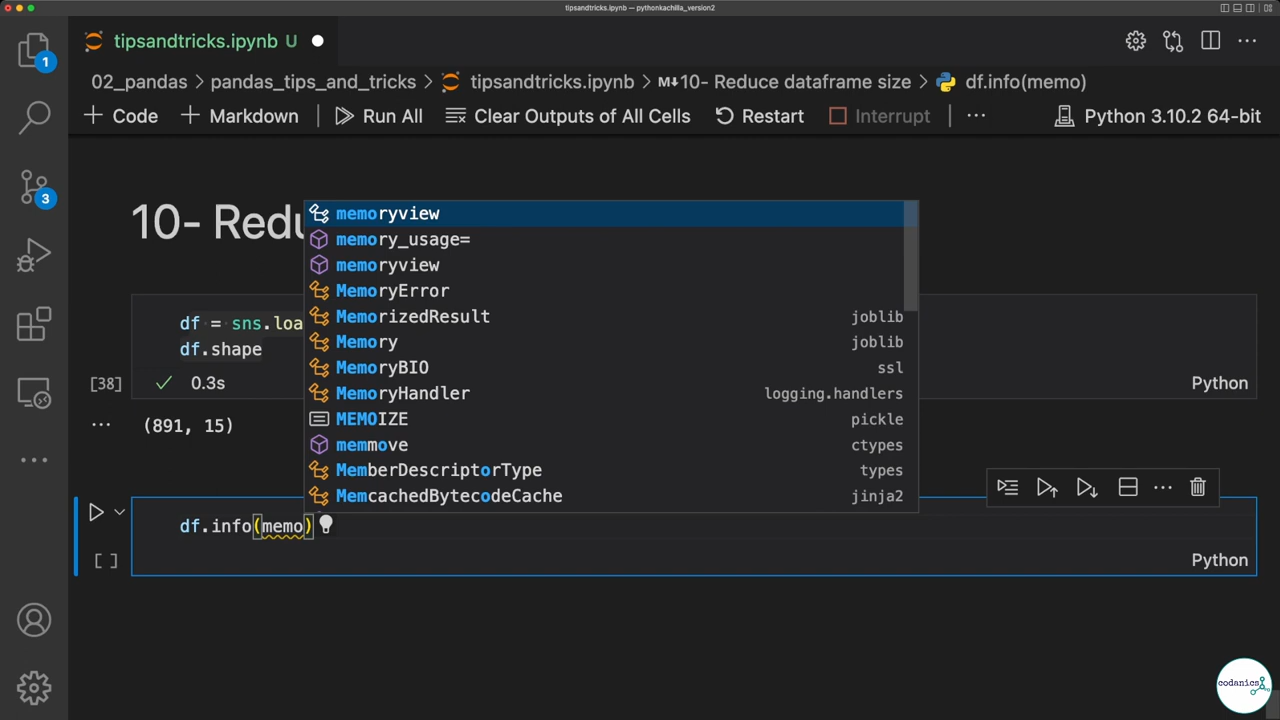 tipsandtricks.ipynb — pythonkachilla_version2
tipsandtricks.ipynb U
02_pandas > pandas_tips_and_tricks > tipsandtricks.ipynb > M↓10- Reduce dataframe size > df.info(memo)
+ Code + Markdown Run All Clear Outputs of All Cells Restart Interrupt ... Python 3.10.2 64-bit
1
3
10- Redu
memoryview
memory_usage=
memoryview
MemoryError
MemorizedResult joblib
Memory joblib
MemoryBIO ssl
MemoryHandler logging.handlers
MEMOIZE pickle
memmove ctypes
MemberDescriptorType types
MemcachedBytecodeCache jinja2
df = sns.loa
df.shape
[38] ✓ 0.3s Python
... (891, 15)
df.info(memo)
[ ] Python
codanics